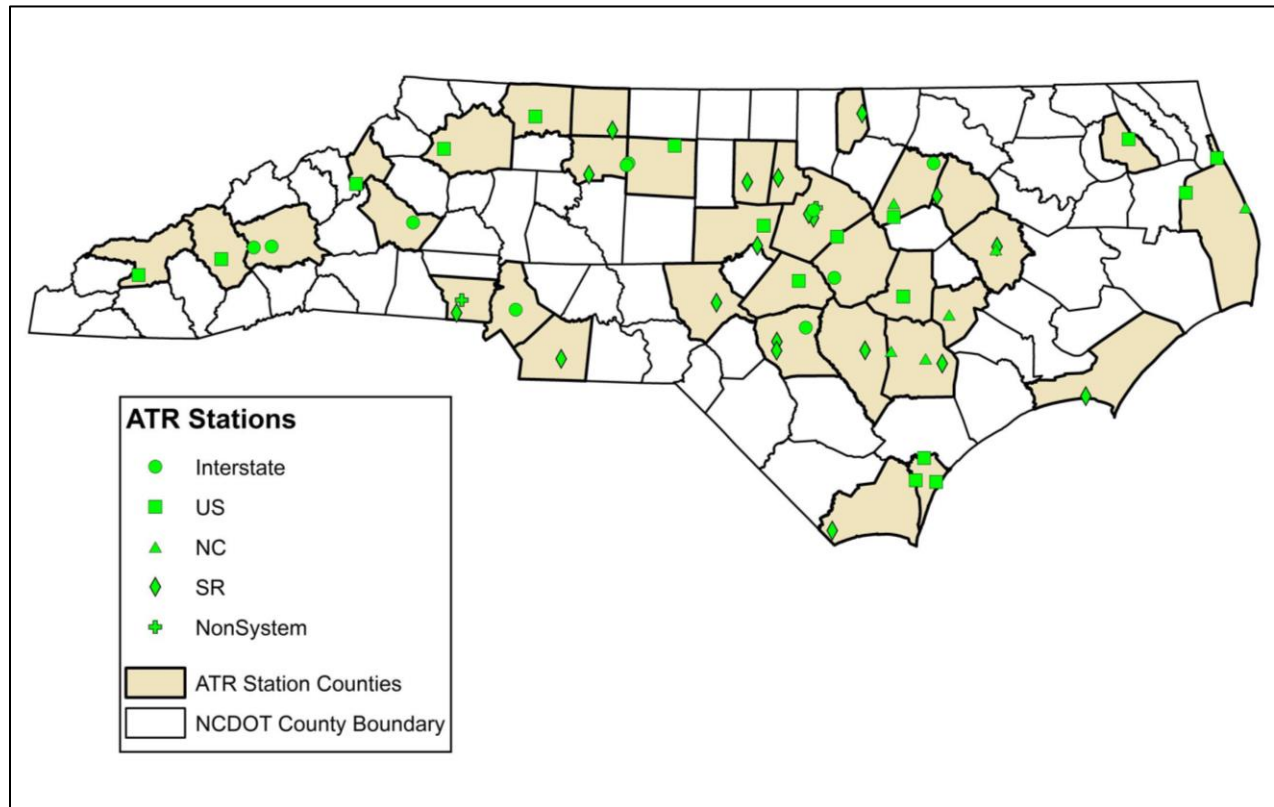 ATR Stations
Interstate
US
NC
SR
NonSystem
ATR Station Counties
NCDOT County Boundary